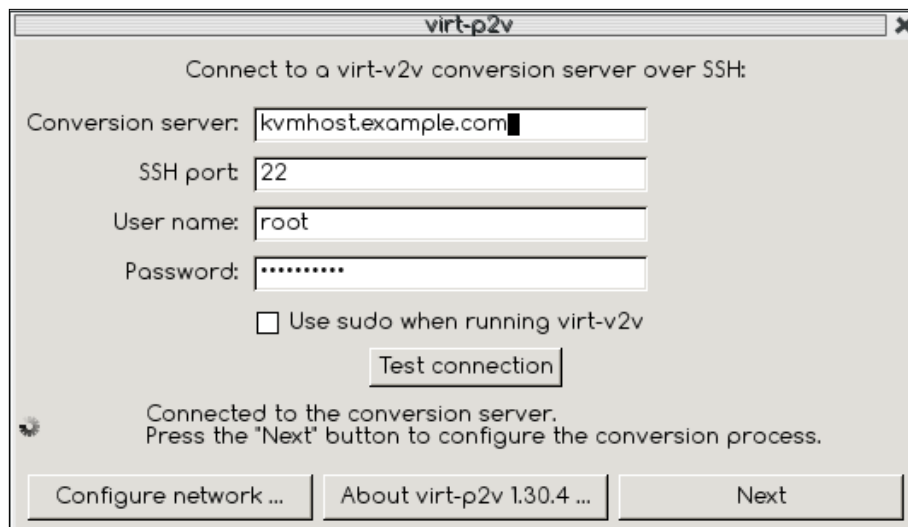 virt-p2v
Connect to a virt-v2v conversion server over SSH:
Conversion server: kvmhost.example.com
SSH port: 22
User name: root
Password: ••••••••••
Use sudo when running virt-v2v
Test connection
Connected to the conversion server.
Press the "Next" button to configure the conversion process.
Configure network ... About virt-p2v 1.30.4 ... Next